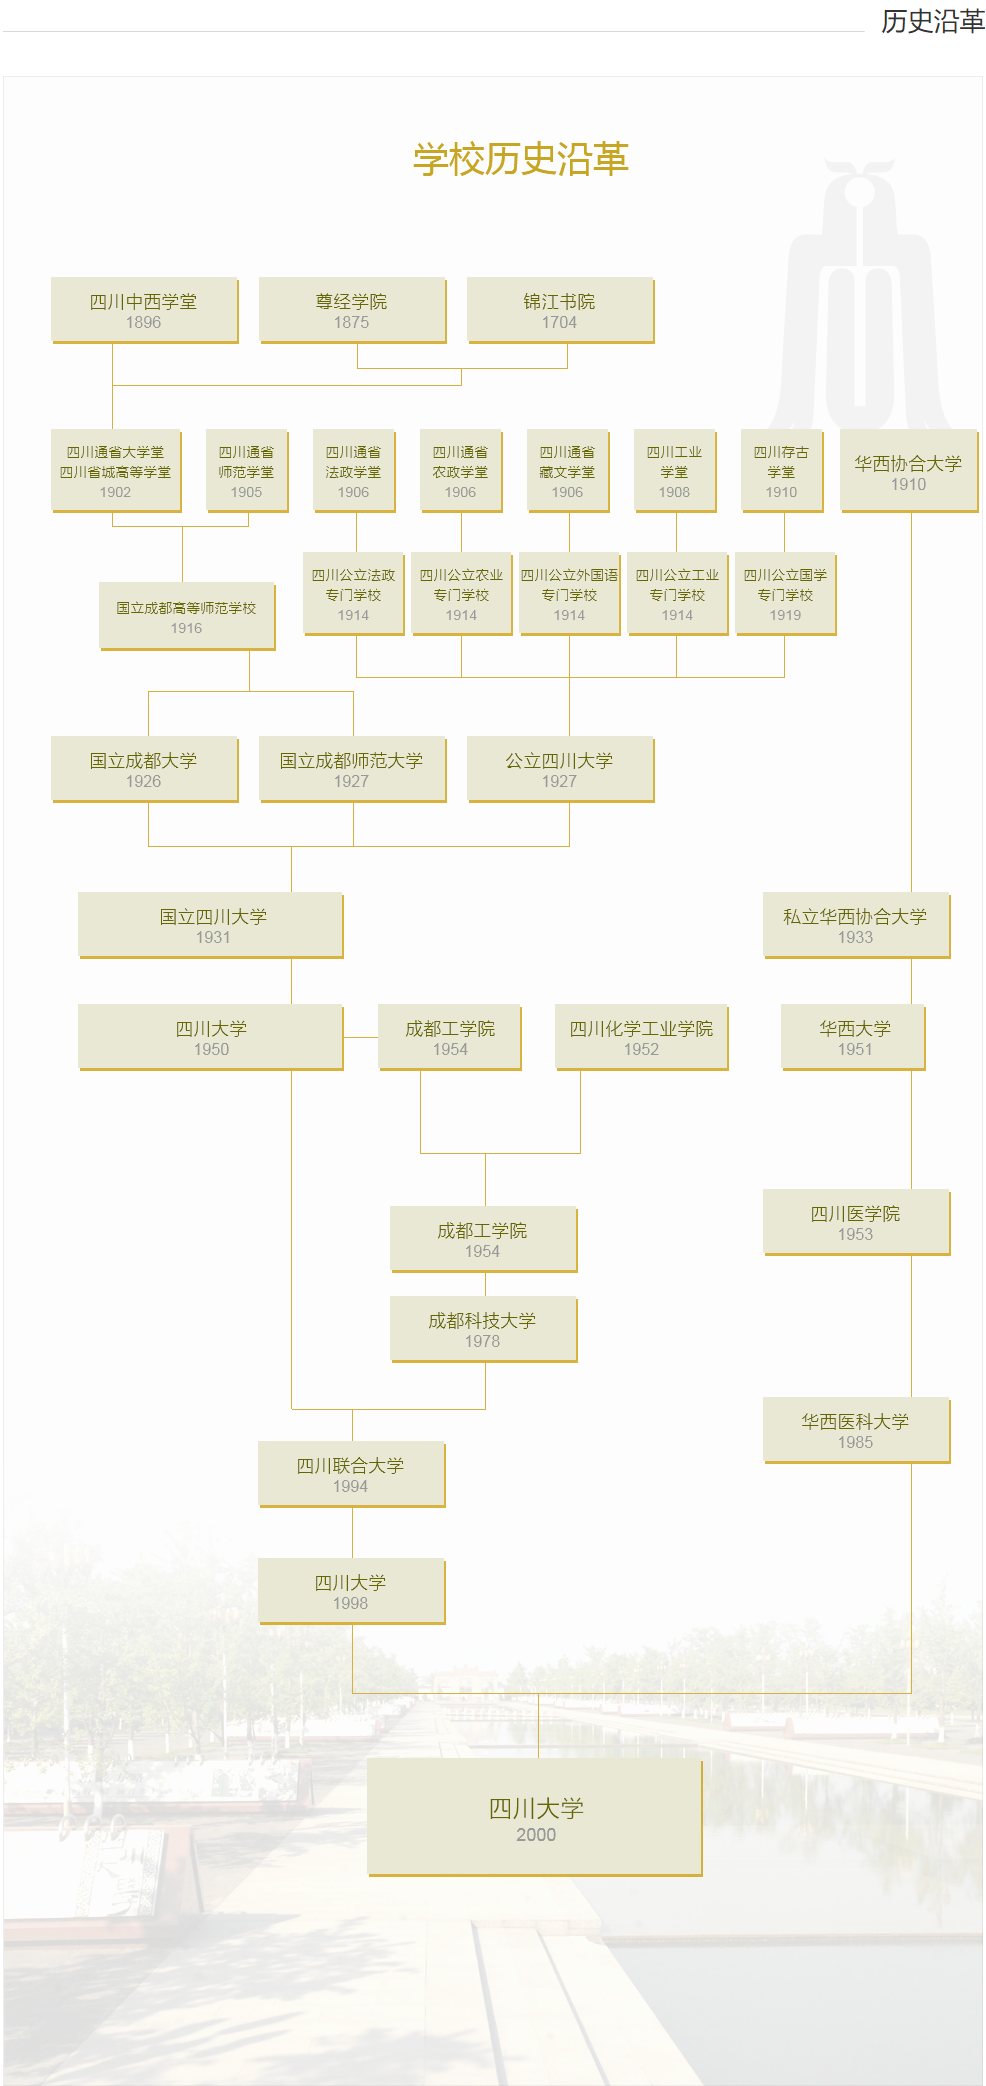 历史沿革
学校历史沿革
四川中西学堂
1896
尊经学院
1875
锦江书院
1704
四川通省大学堂
四川省城高等学堂
1902
四川通省
师范学堂
1905
四川通省
法政学堂
1906
四川通省
农政学堂
1906
四川通省
藏文学堂
1906
四川工业
学堂
1908
四川存古
学堂
1910
华西协合大学
1910
国立成都高等师范学校
1916
四川公立法政
专门学校
1914
四川公立农业
专门学校
1914
四川公立外国语
专门学校
1914
四川公立工业
专门学校
1914
四川公立国学
专门学校
1919
国立成都大学
1926
国立成都师范大学
1927
公立四川大学
1927
国立四川大学
1931
私立华西协合大学
1933
四川大学
1950
成都工学院
1954
四川化学工业学院
1952
华西大学
1951
成都工学院
1954
四川医学院
1953
成都科技大学
1978
华西医科大学
1985
四川联合大学
1994
四川大学
1998
四川大学
2000